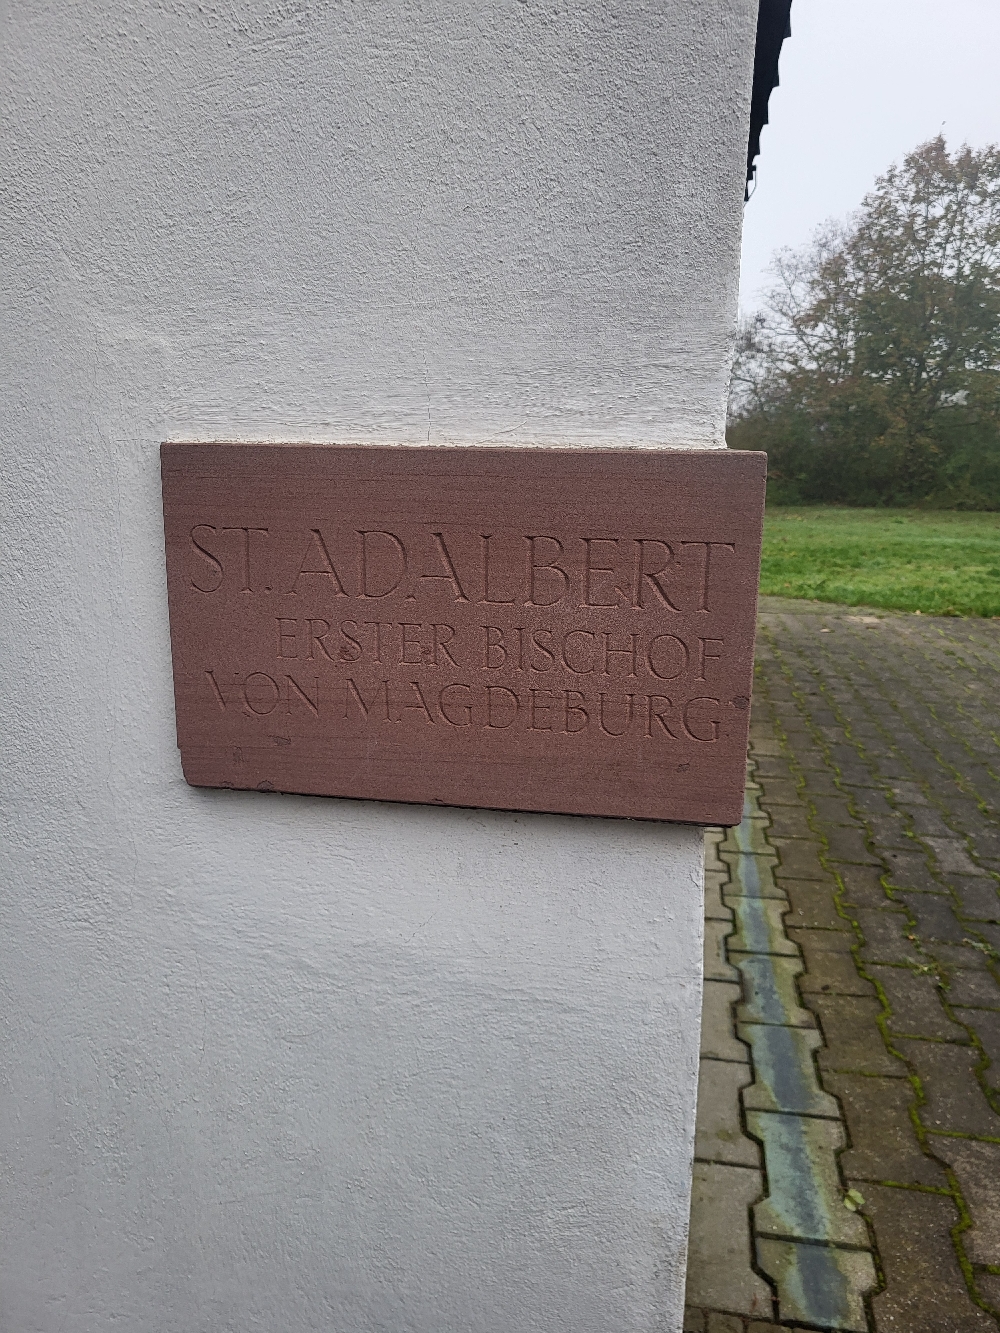 ST. ADALBERT
ERSTER BISCHOF
VON MAGDEBURG